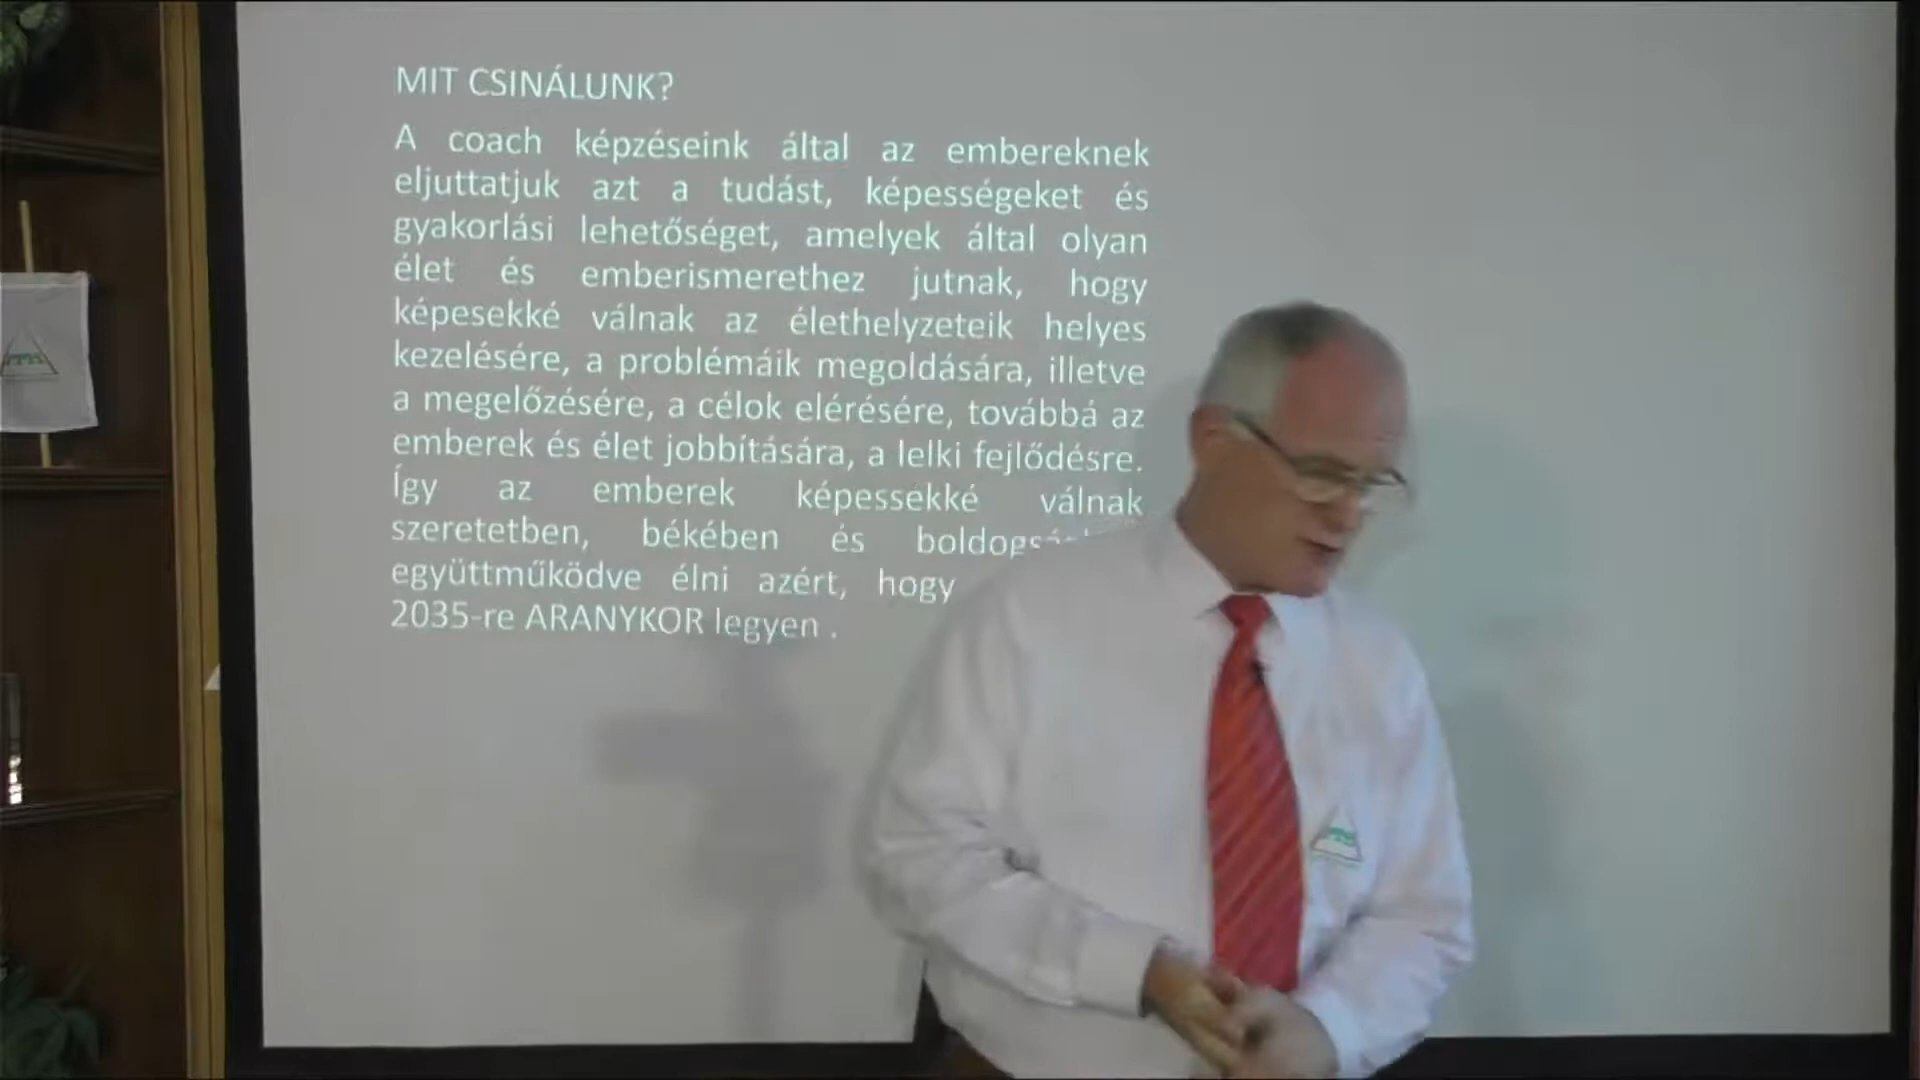 MIT CSINÁLUNK?
A coach képzéseink által az embereknek
eljuttatjuk azt a tudást, képességeket és
gyakorlási lehetőséget, amelyek által olyan
élet és emberismerethez jutnak, hogy
képesekké válnak az élethelyzeteik helyes
kezelésére, a problémáik megoldására, illetve
a megelőzésére, a célok elérésére, továbbá az
emberek és élet jobbítására, a lelki fejlődésre.
Így az emberek képessékké válnak
szeretetben, békében és
együttműködve élni azért, hogy
2035-re ARANYKOR legyen .